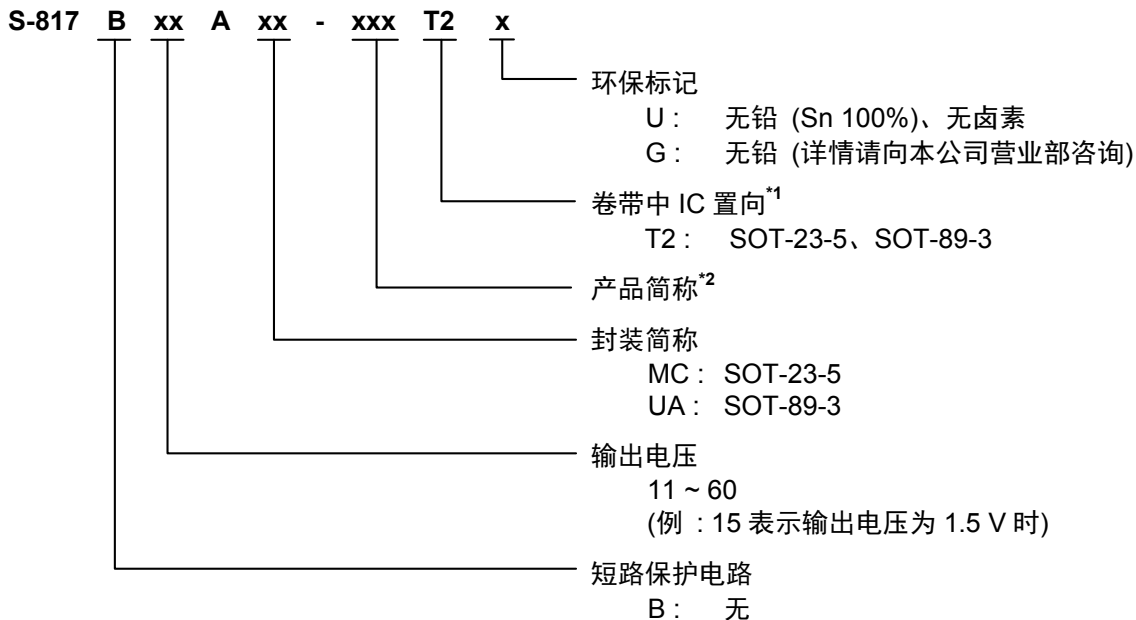 S-817 B xx A xx - xxx T2 x
环保标记
U : 无铅 (Sn 100%)、无卤素
G : 无铅 (详情请向本公司营业部咨询)
卷带中 IC 置向*1
T2 : SOT-23-5、SOT-89-3
产品简称*2
封装简称
MC : SOT-23-5
UA : SOT-89-3
输出电压
11 ~ 60
(例 : 15 表示输出电压为 1.5 V 时)
短路保护电路
B : 无